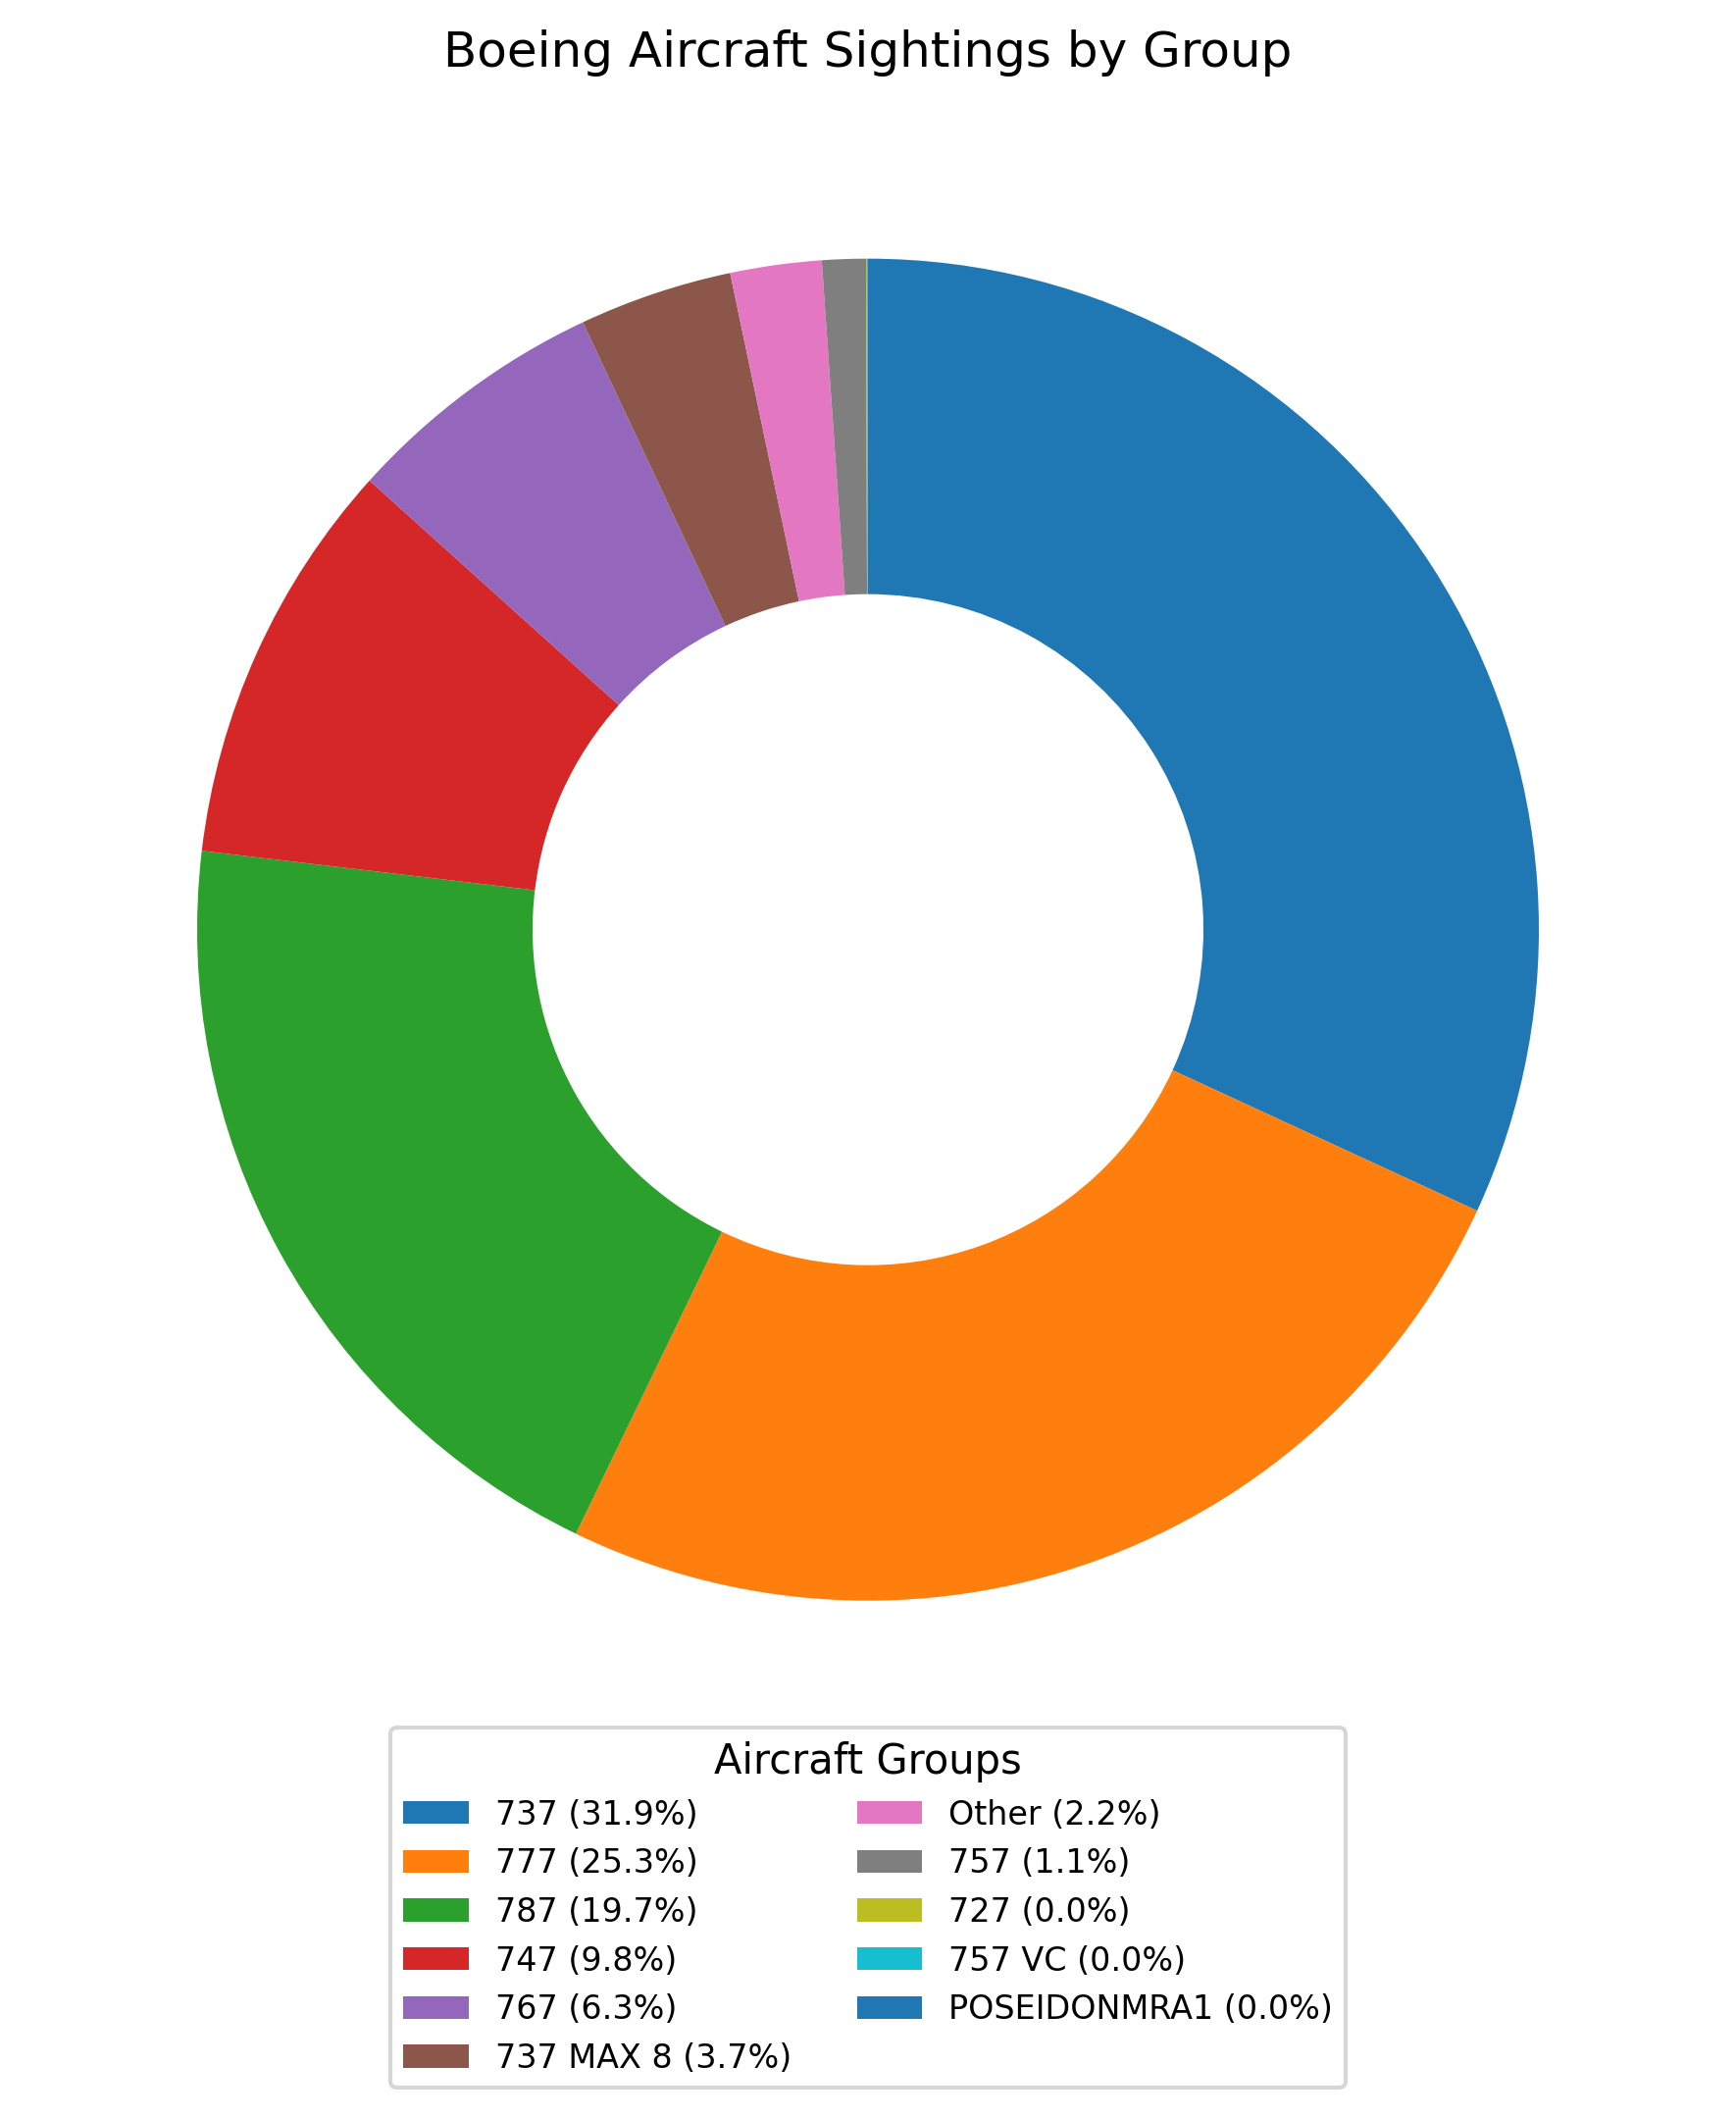 Boeing Aircraft Sightings by Group
Aircraft Groups
737 (31.9%)
777 (25.3%)
787 (19.7%)
747 (9.8%)
767 (6.3%)
737 MAX 8 (3.7%)
Other (2.2%)
757 (1.1%)
727 (0.0%)
757 VC (0.0%)
POSEIDONMRA1 (0.0%)